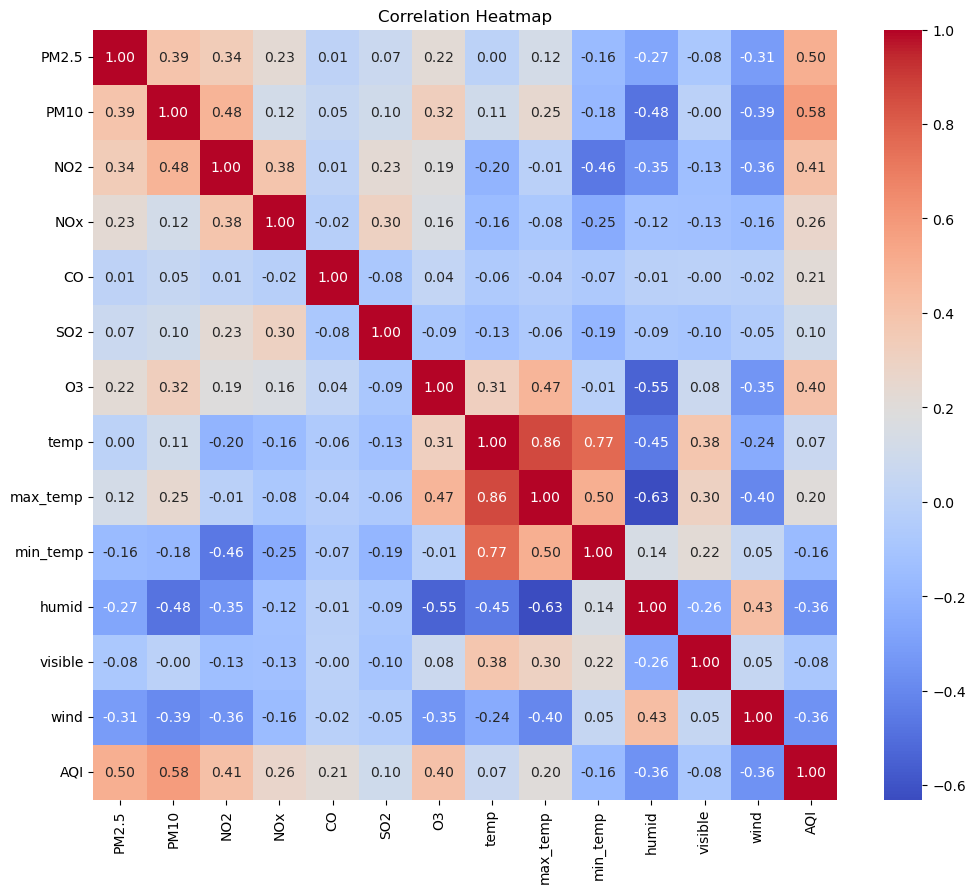 Correlation Heatmap
PM2.5 1.00 0.39 0.34 0.23 0.01 0.07 0.22 0.00 0.12 -0.16 -0.27 -0.08 -0.31 0.50
PM10 0.39 1.00 0.48 0.12 0.05 0.10 0.32 0.11 0.25 -0.18 -0.48 -0.00 -0.39 0.58
NO2 0.34 0.48 1.00 0.38 0.01 0.23 0.19 -0.20 -0.01 -0.46 -0.35 -0.13 -0.36 0.41
NOx 0.23 0.12 0.38 1.00 -0.02 0.30 0.16 -0.16 -0.08 -0.25 -0.12 -0.13 -0.16 0.26
CO 0.01 0.05 0.01 -0.02 1.00 -0.08 0.04 -0.06 -0.04 -0.07 -0.01 -0.00 -0.02 0.21
SO2 0.07 0.10 0.23 0.30 -0.08 1.00 -0.09 -0.13 -0.06 -0.19 -0.09 -0.10 -0.05 0.10
O3 0.22 0.32 0.19 0.16 0.04 -0.09 1.00 0.31 0.47 -0.01 -0.55 0.08 -0.35 0.40
temp 0.00 0.11 -0.20 -0.16 -0.06 -0.13 0.31 1.00 0.86 0.77 -0.45 0.38 -0.24 0.07
max_temp 0.12 0.25 -0.01 -0.08 -0.04 -0.06 0.47 0.86 1.00 0.50 -0.63 0.30 -0.40 0.20
min_temp -0.16 -0.18 -0.46 -0.25 -0.07 -0.19 -0.01 0.77 0.50 1.00 0.14 0.22 0.05 -0.16
humid -0.27 -0.48 -0.35 -0.12 -0.01 -0.09 -0.55 -0.45 -0.63 0.14 1.00 -0.26 0.43 -0.36
visible -0.08 -0.00 -0.13 -0.13 -0.00 -0.10 0.08 0.38 0.30 0.22 -0.26 1.00 0.05 -0.08
wind -0.31 -0.39 -0.36 -0.16 -0.02 -0.05 -0.35 -0.24 -0.40 0.05 0.43 0.05 1.00 -0.36
AQI 0.50 0.58 0.41 0.26 0.21 0.10 0.40 0.07 0.20 -0.16 -0.36 -0.08 -0.36 1.00
PM2.5 PM10 NO2 NOx CO SO2 O3 temp max_temp min_temp humid visible wind AQI
1.0
0.8
0.6
0.4
0.2
0.0
−0.2
−0.4
−0.6